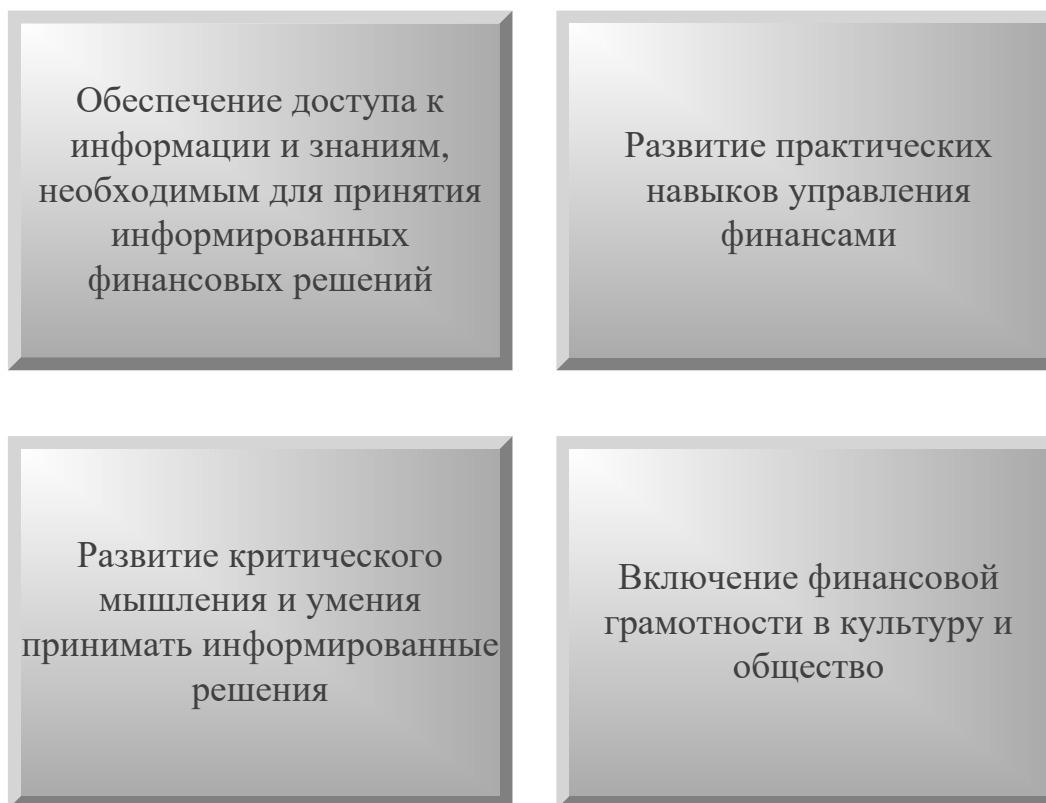 Обеспечение доступа к
информации и знаниям,
необходимым для принятия
информированных
финансовых решений
Развитие практических
навыков управления
финансами
Развитие критического
мышления и умения
принимать информированные
решения
Включение финансовой
грамотности в культуру и
общество